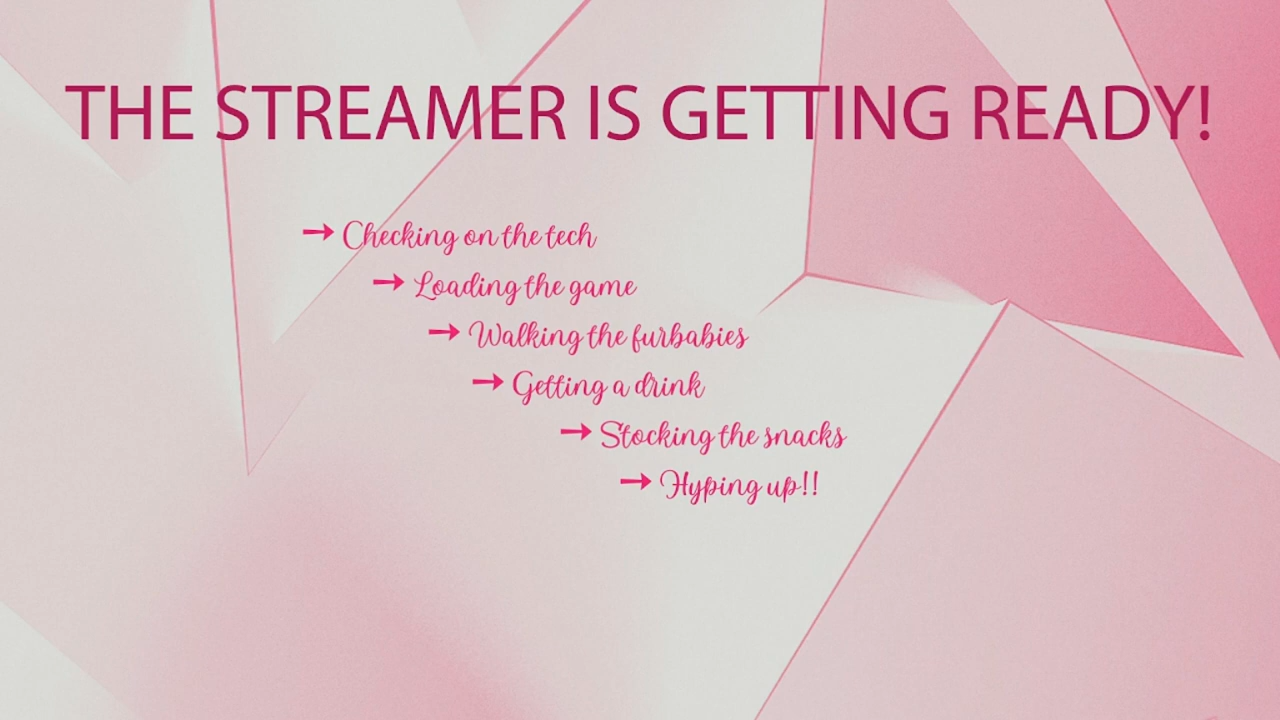 THE STREAMER IS GETTING READY!
→ Checking on the tech
→ Loading the game
→ Walking the furbabies
→ Getting a drink
→ Stocking the snacks
→ Hyping up!!